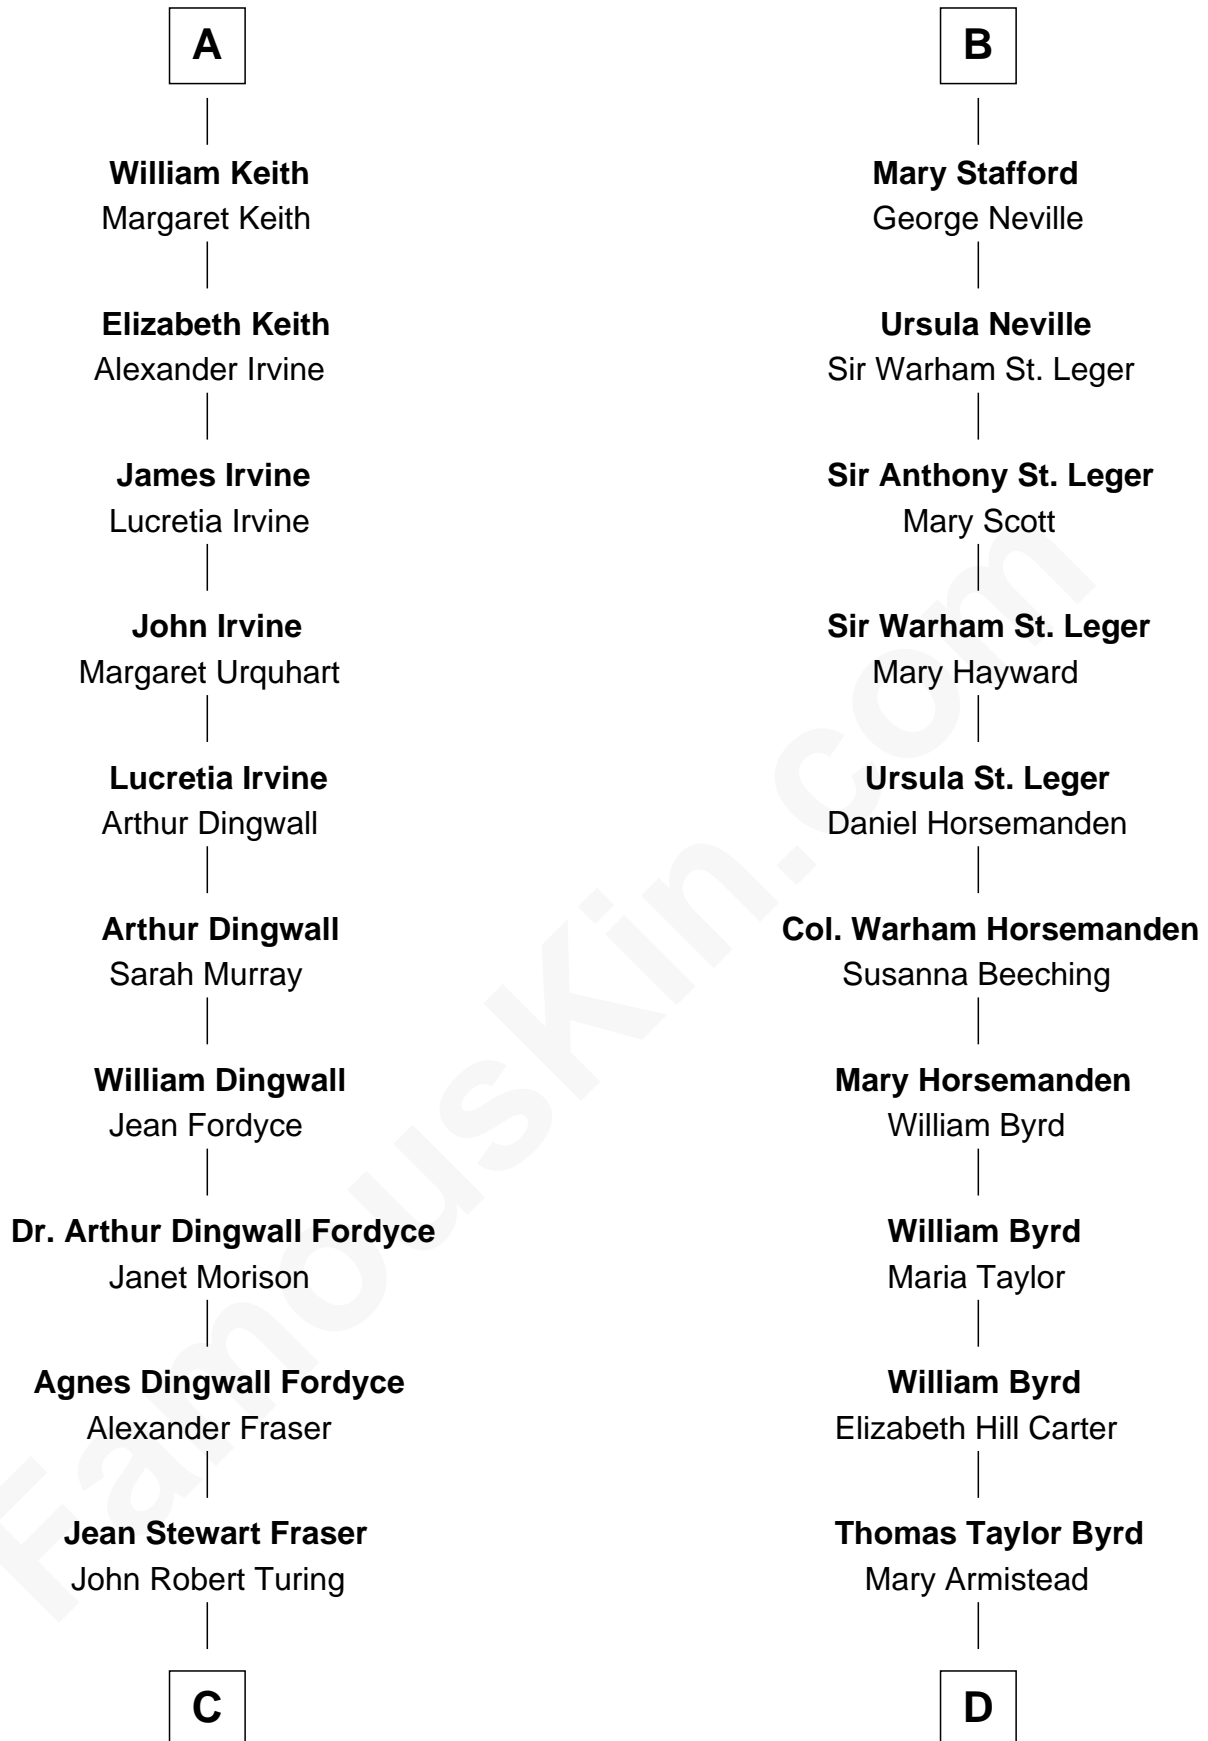 A
William Keith
Margaret Keith
Elizabeth Keith
Alexander Irvine
James Irvine
Lucretia Irvine
John Irvine
Margaret Urquhart
Lucretia Irvine
Arthur Dingwall
Arthur Dingwall
Sarah Murray
William Dingwall
Jean Fordyce
Dr. Arthur Dingwall Fordyce
Janet Morison
Agnes Dingwall Fordyce
Alexander Fraser
Jean Stewart Fraser
John Robert Turing
C
B
Mary Stafford
George Neville
Ursula Neville
Sir Warham St. Leger
Sir Anthony St. Leger
Mary Scott
Sir Warham St. Leger
Mary Hayward
Ursula St. Leger
Daniel Horsemanden
Col. Warham Horsemanden
Susanna Beeching
Mary Horsemanden
William Byrd
William Byrd
Maria Taylor
William Byrd
Elizabeth Hill Carter
Thomas Taylor Byrd
Mary Armistead
D
FamousKin.com